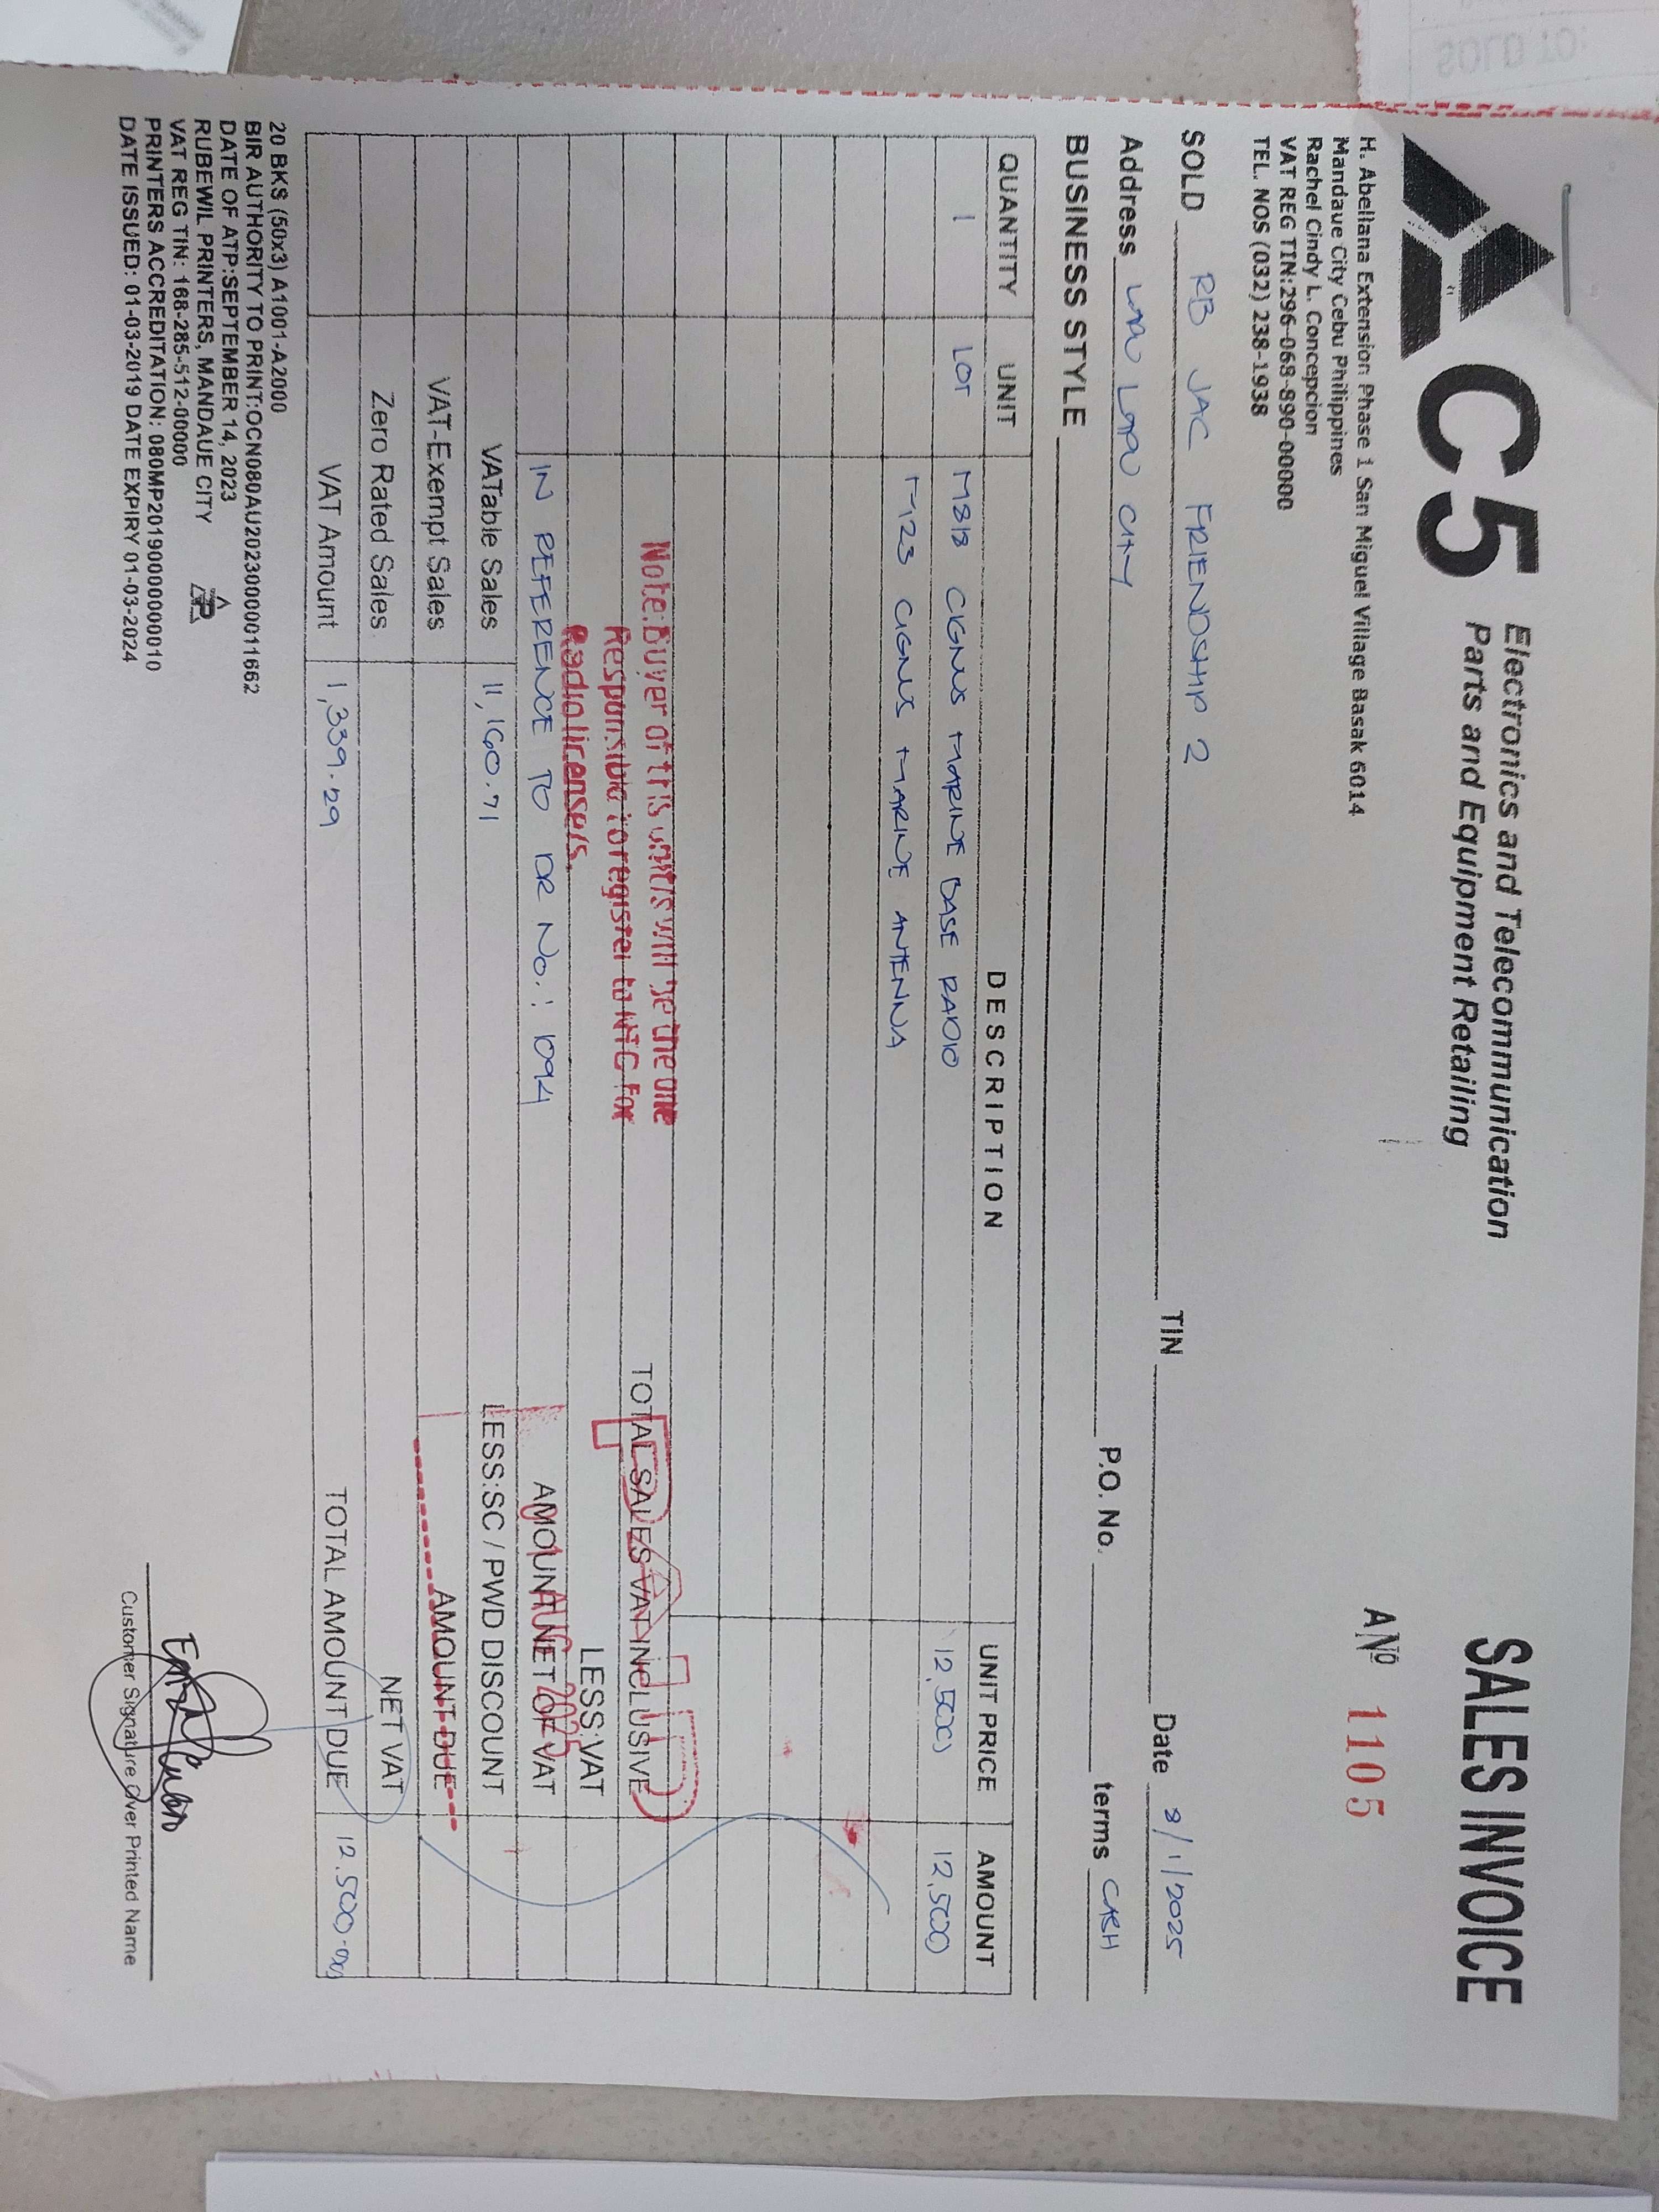 C5 Electronics and Telecommunication
Parts and Equipment Retailing
SALES INVOICE
H. Abellana Extension Phase 1 San Miguel Village Basak 6014
Mandaue City Cebu Philippines
Rachel Cindy L. Concepcion
VAT REG TIN:296-068-890-00000
TEL. NOS (032) 238-1938
A Nº 1105
SOLD RB JAC FRIENDSHIP 2 TIN Date 8/1/2025
Address LAPU LAPU CITY P.O. No. terms CASH
BUSINESS STYLE
QUANTITY UNIT DESCRIPTION UNIT PRICE AMOUNT
1 LOT M818 CIGNUS MARINE BASE RADIO 12,500 12,500
M23 CIGNUS MARINE ANTENNA
Note: Buyer of this unit/s will be the one
Responsible to register to NTC For
Radio license/s.
TOTAL SALES VAT INCLUSIVE
PAID
LESS:VAT
IN REFERENCE TO DR No.: 1094 AMOUNT NET OF VAT
2025
VATable Sales 11,160.71 LESS:SC / PWD DISCOUNT
VAT-Exempt Sales AMOUNT DUE
Zero Rated Sales NET VAT
VAT Amount 1,339.29 TOTAL AMOUNT DUE 12,500.00
20 BKS (50x3) A1001-A2000
BIR AUTHORITY TO PRINT:OCN080AU20230000011662
DATE OF ATP:SEPTEMBER 14, 2023
RUBEWIL PRINTERS, MANDAUE CITY
VAT REG TIN: 168-285-512-00000
PRINTERS ACCREDITATION: 080MP20190000000010
DATE ISSUED: 01-03-2019 DATE EXPIRY 01-03-2024
Customer Signature Over Printed Name
SOLD TO: